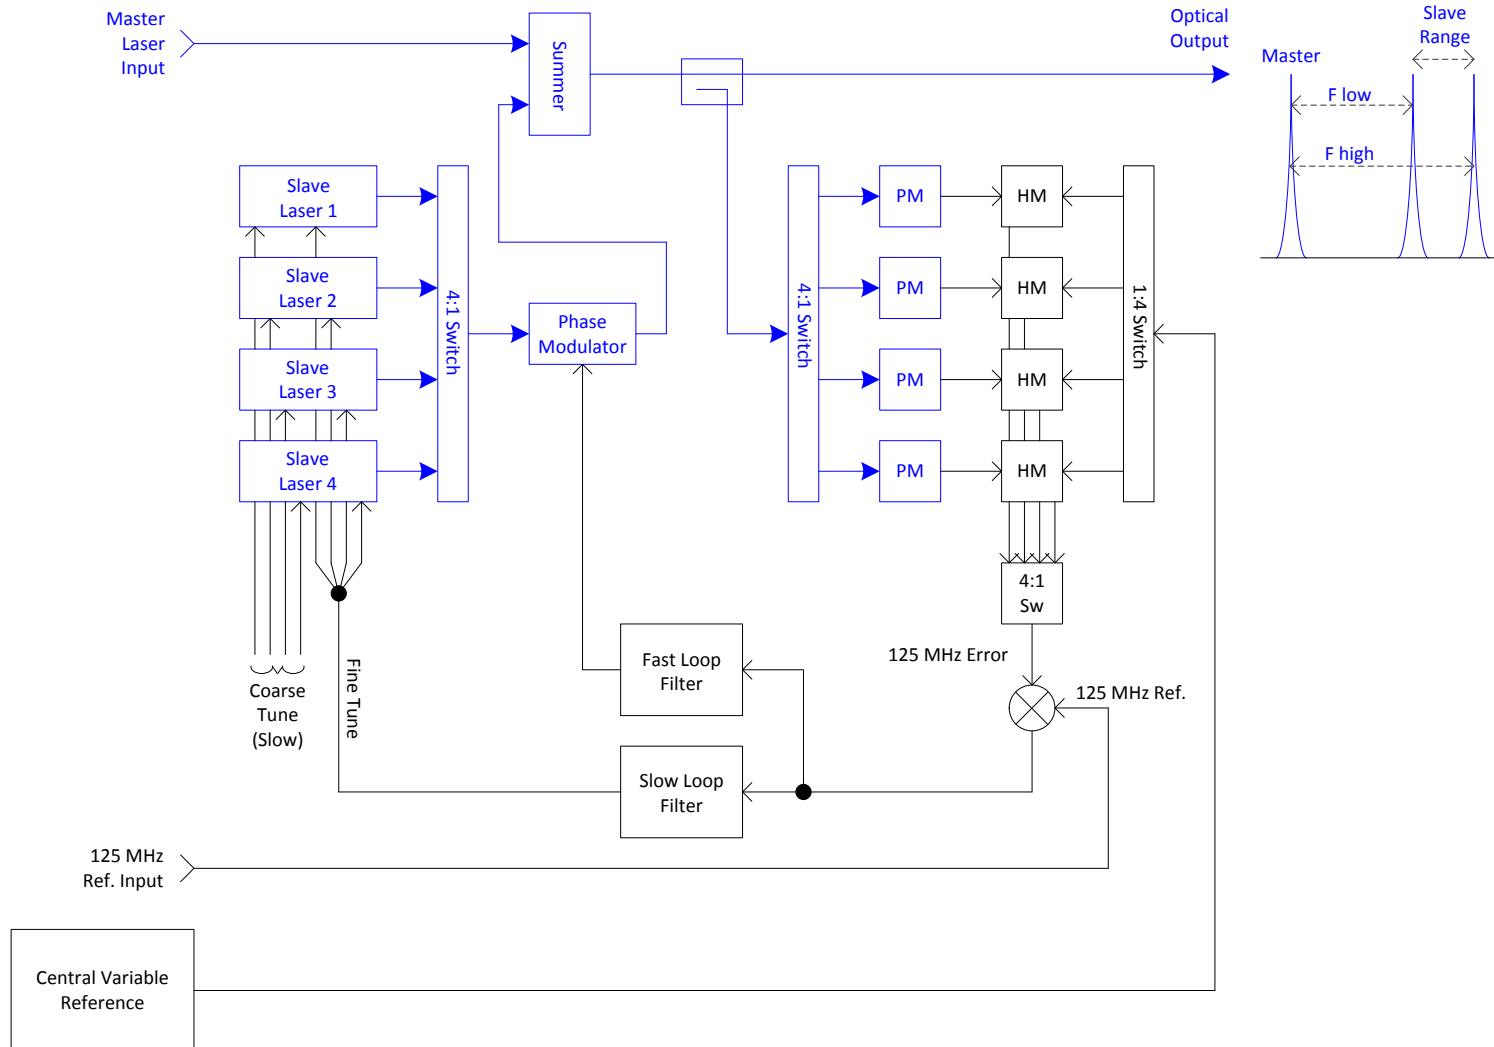 Master
Laser
Input
Summer
Optical
Output
Slave
Range
Master
F low
F high
Slave
Laser 1
Slave
Laser 2
Slave
Laser 3
Slave
Laser 4
4:1 Switch
Phase
Modulator
4:1 Switch
PM
HM
PM
HM
PM
HM
PM
HM
1:4 Switch
4:1
Sw
125 MHz Error
125 MHz Ref.
Fast Loop
Filter
Slow Loop
Filter
Fine Tune
Coarse
Tune
(Slow)
125 MHz
Ref. Input
Central Variable
Reference